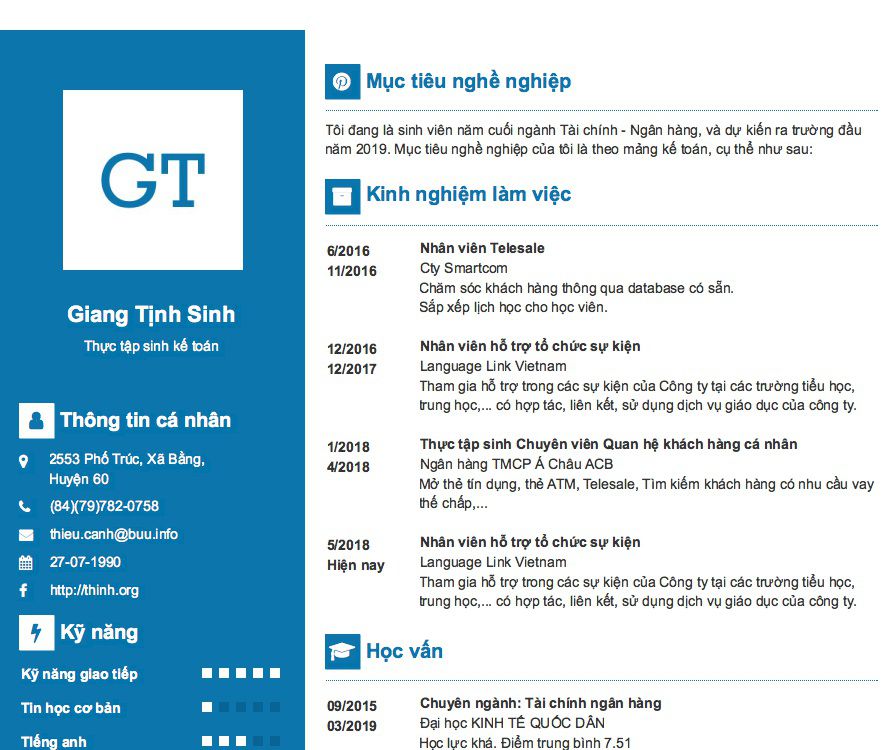 GT
Giang Tịnh Sinh
Thực tập sinh kế toán
Thông tin cá nhân
2553 Phố Trúc, Xã Bằng,
Huyện 60
(84)(79)782-0758
thieu.canh@buu.info
27-07-1990
http://thinh.org
Kỹ năng
Kỹ năng giao tiếp
Tin học cơ bản
Tiếng anh
Mục tiêu nghề nghiệp
Tôi đang là sinh viên năm cuối ngành Tài chính - Ngân hàng, và dự kiến ra trường đầu
năm 2019. Mục tiêu nghề nghiệp của tôi là theo mảng kế toán, cụ thể như sau:
Kinh nghiệm làm việc
6/2016
11/2016
Nhân viên Telesale
Cty Smartcom
Chăm sóc khách hàng thông qua database có sẵn.
Sắp xếp lịch học cho học viên.
12/2016
12/2017
Nhân viên hỗ trợ tổ chức sự kiện
Language Link Vietnam
Tham gia hỗ trợ trong các sự kiện của Công ty tại các trường tiểu học,
trung học,... có hợp tác, liên kết, sử dụng dịch vụ giáo dục của công ty.
1/2018
4/2018
Thực tập sinh Chuyên viên Quan hệ khách hàng cá nhân
Ngân hàng TMCP Á Châu ACB
Mở thẻ tín dụng, thẻ ATM, Telesale, Tìm kiếm khách hàng có nhu cầu vay
thế chấp,...
5/2018
Hiện nay
Nhân viên hỗ trợ tổ chức sự kiện
Language Link Vietnam
Tham gia hỗ trợ trong các sự kiện của Công ty tại các trường tiểu học,
trung học,... có hợp tác, liên kết, sử dụng dịch vụ giáo dục của công ty.
Học vấn
09/2015
03/2019
Chuyên ngành: Tài chính ngân hàng
Đại học KINH TẾ QUỐC DÂN
Học lực khá. Điểm trung bình 7.51